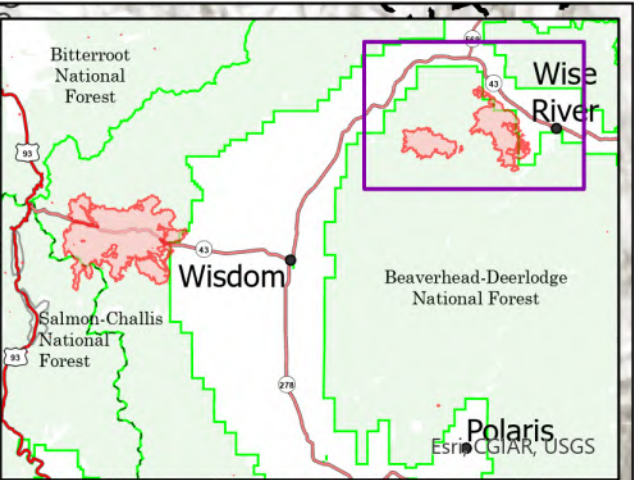 Bitterroot
National
Forest
569
43
Wise
River
93
43
Wisdom
Beaverhead-Deerlodge
National Forest
Salmon-Challis
National
Forest
93
278
Polaris
Esri, CGIAR, USGS